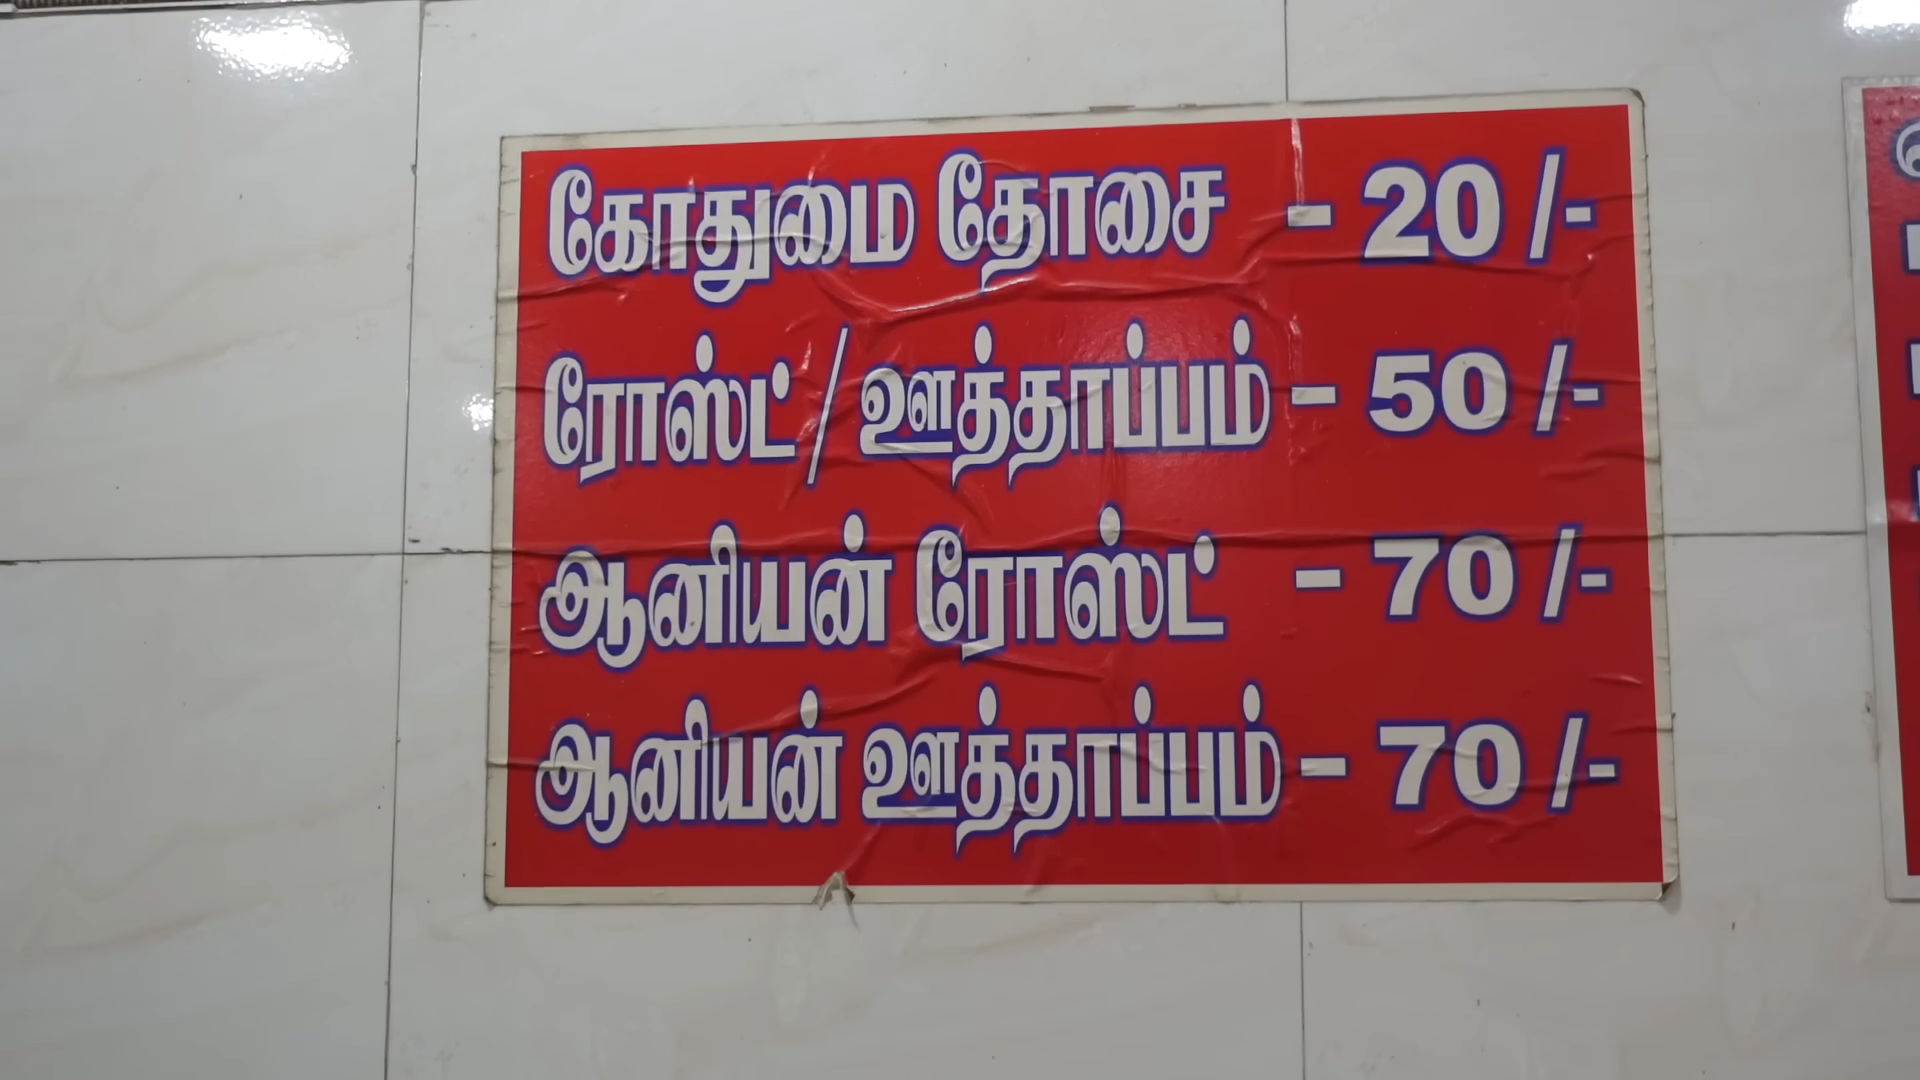 கோதுமை தோசை - 20 /-
ரோஸ்ட் / ஊத்தாப்பம் - 50 /-
ஆனியன் ரோஸ்ட் - 70 /-
ஆனியன் ஊத்தாப்பம் - 70 /-